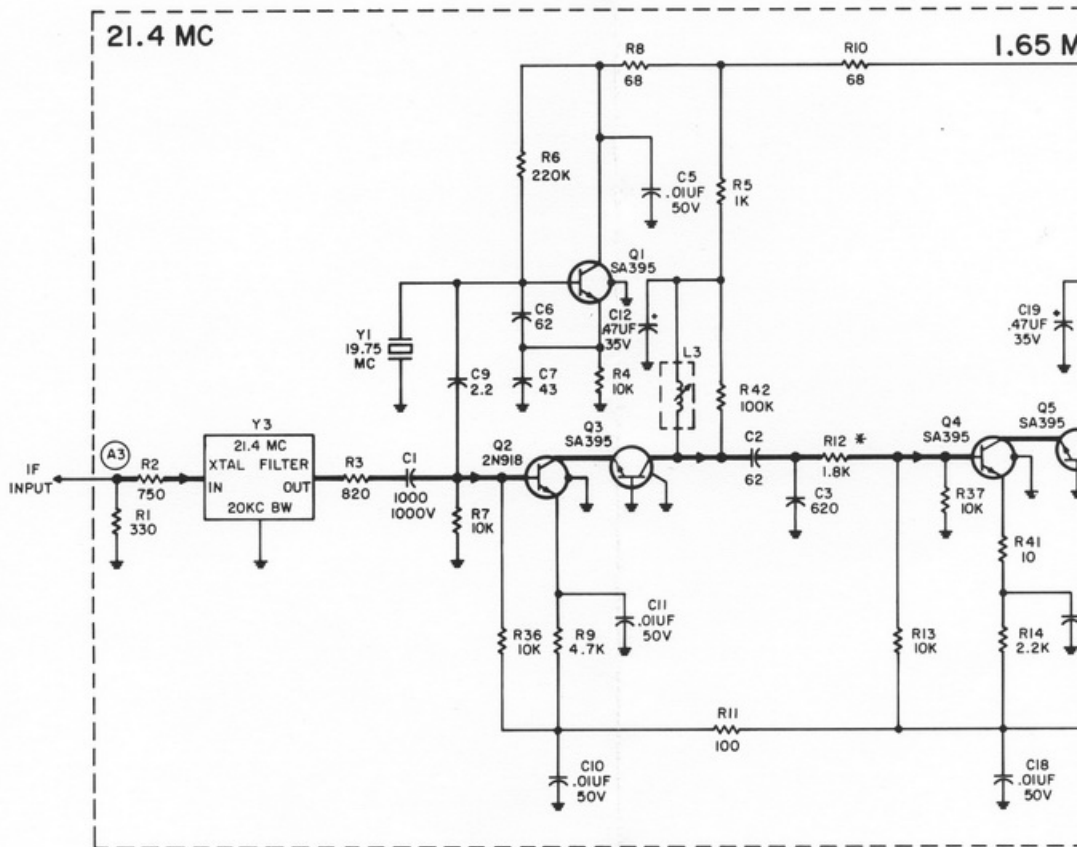 21.4 MC
1.65 M
R8
68
R10
68
R6
220K
C5
.01UF
50V
R5
1K
Q1
SA395
C6
62
C12
.47UF
35V
C19
.47UF
35V
Y1
19.75
MC
C9
2.2
C7
43
R4
10K
L3
R42
100K
Y3
21.4 MC
XTAL FILTER
IN OUT
20KC BW
A3
IF
INPUT
R2
750
R1
330
R3
820
C1
1000
1000V
R7
10K
Q2
2N918
Q3
SA395
C2
62
C3
620
R12 *
1.8K
Q4
SA395
Q5
SA395
R37
10K
R41
10
R36
10K
R9
4.7K
C11
.01UF
50V
R13
10K
R14
2.2K
R11
100
C10
.01UF
50V
C18
.01UF
50V